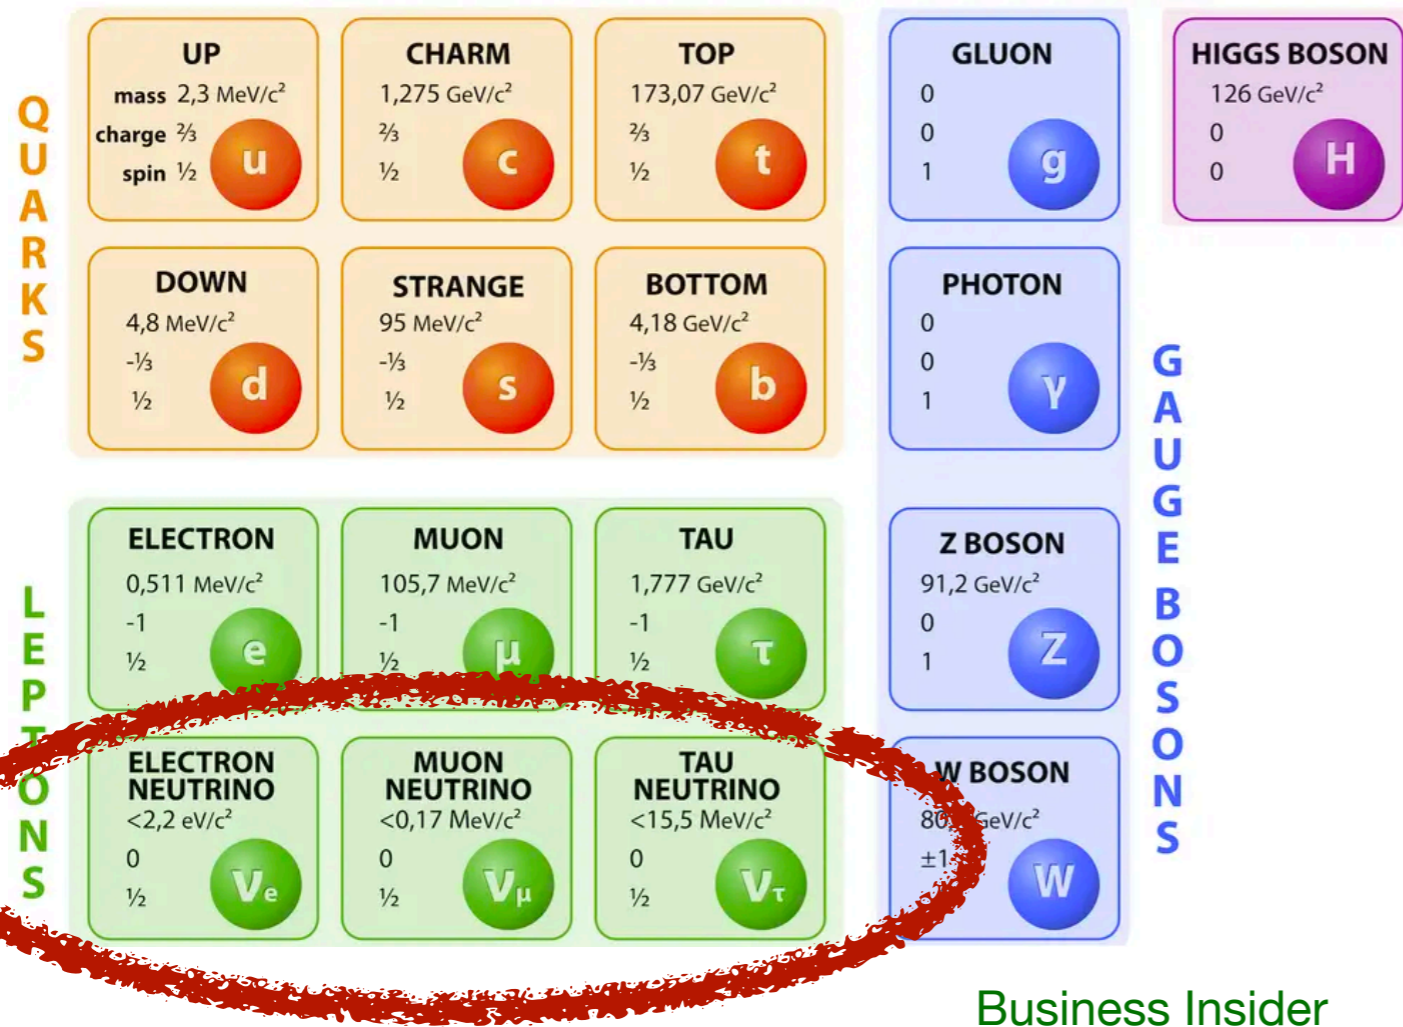 QUARKS
UP
mass 2,3 MeV/c²
charge ⅔
spin ½
u
CHARM
1,275 GeV/c²
⅔
½
c
TOP
173,07 GeV/c²
⅔
½
t
GLUON
0
0
1
g
HIGGS BOSON
126 GeV/c²
0
0
H
DOWN
4,8 MeV/c²
-⅓
½
d
STRANGE
95 MeV/c²
-⅓
½
s
BOTTOM
4,18 GeV/c²
-⅓
½
b
PHOTON
0
0
1
γ
GAUGE BOSONS
LEPTONS
ELECTRON
0,511 MeV/c²
-1
½
e
MUON
105,7 MeV/c²
-1
½
μ
TAU
1,777 GeV/c²
-1
½
τ
Z BOSON
91,2 GeV/c²
0
1
Z
ELECTRON
NEUTRINO
<2,2 eV/c²
0
½
νe
MUON
NEUTRINO
<0,17 MeV/c²
0
½
νμ
TAU
NEUTRINO
<15,5 MeV/c²
0
½
ντ
W BOSON
GeV/c²
±1
W
Business Insider